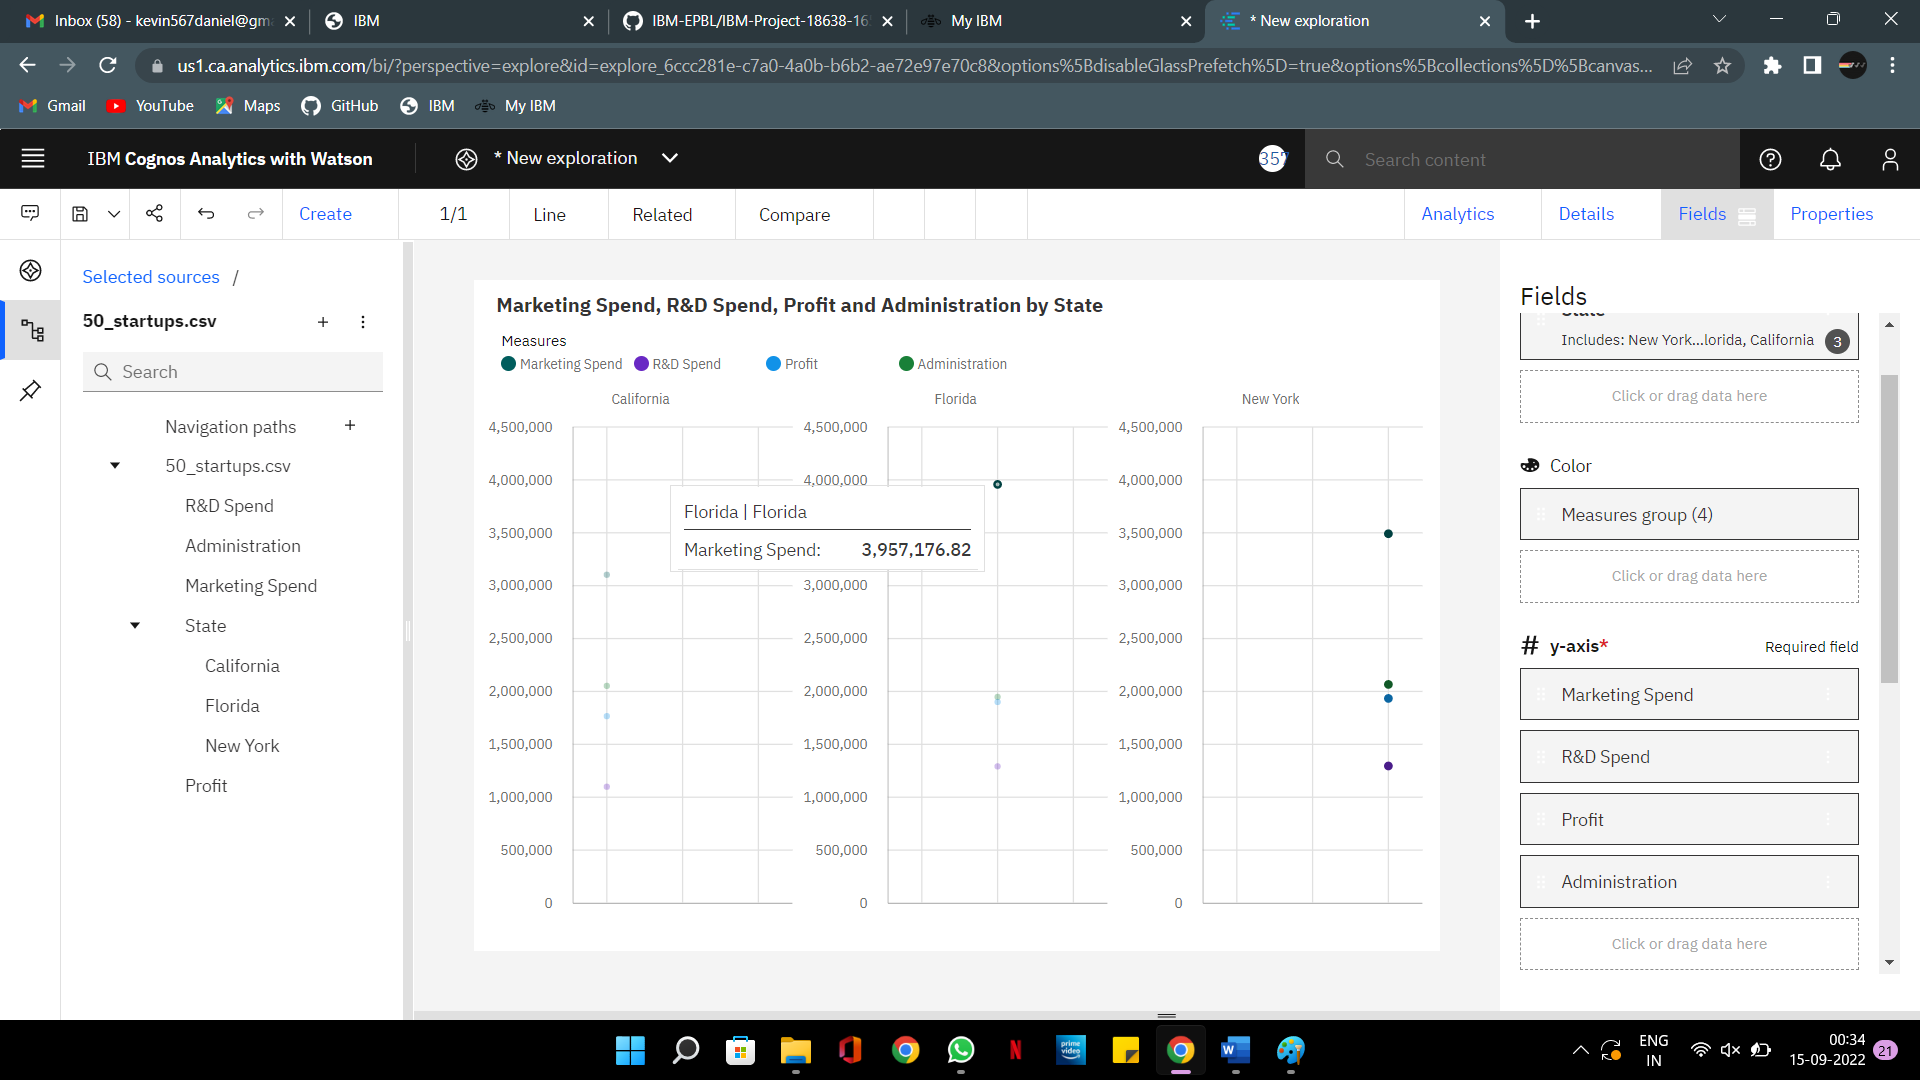 Inbox (58) - kevin567daniel@gm
IBM
IBM-EPBL/IBM-Project-18638-16
My IBM
* New exploration
us1.ca.analytics.ibm.com/bi/?perspective=explore&id=explore_6ccc281e-c7a0-4a0b-b6b2-ae72e97e70c8&options%5BdisableGlassPrefetch%5D=true&options%5Bcollections%5D%5Bcanvas...
Gmail
YouTube
Maps
GitHub
IBM
My IBM
IBM Cognos Analytics with Watson
* New exploration
357
Search content
Create
1/1
Line
Related
Compare
Analytics
Details
Fields
Properties
Selected sources /
50_startups.csv
Search
Navigation paths
50_startups.csv
R&D Spend
Administration
Marketing Spend
State
California
Florida
New York
Profit
Marketing Spend, R&D Spend, Profit and Administration by State
Measures
Marketing Spend
R&D Spend
Profit
Administration
California
Florida
New York
4,500,000
4,500,000
4,500,000
4,000,000
4,000,000
4,000,000
3,500,000
3,500,000
3,000,000
3,000,000
3,000,000
2,500,000
2,500,000
2,500,000
2,000,000
2,000,000
2,000,000
1,500,000
1,500,000
1,500,000
1,000,000
1,000,000
1,000,000
500,000
500,000
500,000
0
0
0
Florida | Florida
Marketing Spend: 3,957,176.82
Fields
State
Includes: New York...lorida, California
3
Click or drag data here
Color
Measures group (4)
Click or drag data here
# y-axis*
Required field
Marketing Spend
R&D Spend
Profit
Administration
Click or drag data here
prime video
W
ENG
IN
00:34
15-09-2022
21